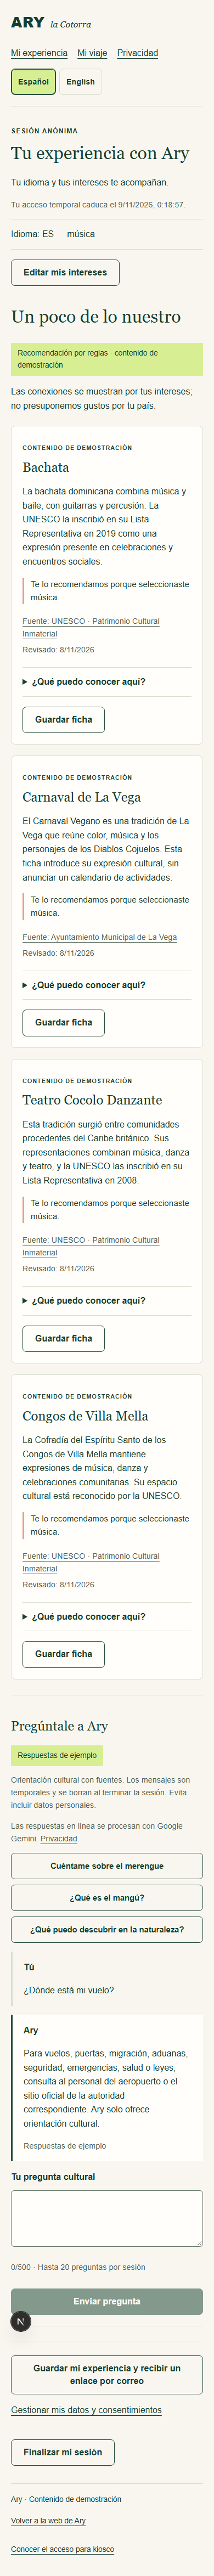 ARY la Cotorra
Mi experiencia Mi viaje Privacidad
Español English
SESIÓN ANÓNIMA
Tu experiencia con Ary
Tu idioma y tus intereses te acompañan.
Tu acceso temporal caduca el 9/11/2026, 0:18:57.
Idioma: ES música
Editar mis intereses
Un poco de lo nuestro
Recomendación por reglas · contenido de
demostración
Las conexiones se muestran por tus intereses;
no presuponemos gustos por tu país.
CONTENIDO DE DEMOSTRACIÓN
Bachata
La bachata dominicana combina música y
baile, con guitarras y percusión. La
UNESCO la inscribió en su Lista
Representativa en 2019 como una
expresión presente en celebraciones y
encuentros sociales.
Te lo recomendamos porque seleccionaste
música.
Fuente: UNESCO · Patrimonio Cultural
Inmaterial
Revisado: 8/11/2026
¿Qué puedo conocer aquí?
Guardar ficha
CONTENIDO DE DEMOSTRACIÓN
Carnaval de La Vega
El Carnaval Vegano es una tradición de La
Vega que reúne color, música y los
personajes de los Diablos Cojuelos. Esta
ficha introduce su expresión cultural, sin
anunciar un calendario de actividades.
Te lo recomendamos porque seleccionaste
música.
Fuente: Ayuntamiento Municipal de La Vega
Revisado: 8/11/2026
¿Qué puedo conocer aquí?
Guardar ficha
CONTENIDO DE DEMOSTRACIÓN
Teatro Cocolo Danzante
Esta tradición surgió entre comunidades
procedentes del Caribe británico. Sus
representaciones combinan música, danza
y teatro, y la UNESCO las inscribió en su
Lista Representativa en 2008.
Te lo recomendamos porque seleccionaste
música.
Fuente: UNESCO · Patrimonio Cultural
Inmaterial
Revisado: 8/11/2026
¿Qué puedo conocer aquí?
Guardar ficha
CONTENIDO DE DEMOSTRACIÓN
Congos de Villa Mella
La Cofradía del Espíritu Santo de los
Congos de Villa Mella mantiene
expresiones de música, danza y
celebraciones comunitarias. Su espacio
cultural está reconocido por la UNESCO.
Te lo recomendamos porque seleccionaste
música.
Fuente: UNESCO · Patrimonio Cultural
Inmaterial
Revisado: 8/11/2026
¿Qué puedo conocer aquí?
Guardar ficha
Pregúntale a Ary
Respuestas de ejemplo
Orientación cultural con fuentes. Los mensajes son
temporales y se borran al terminar la sesión. Evita
incluir datos personales.
Las respuestas en línea se procesan con Google
Gemini. Privacidad
Cuéntame sobre el merengue
¿Qué es el mangú?
¿Qué puedo descubrir en la naturaleza?
Tú
¿Dónde está mi vuelo?
Ary
Para vuelos, puertas, migración, aduanas,
seguridad, emergencias, salud o leyes,
consulta al personal del aeropuerto o el
sitio oficial de la autoridad
correspondiente. Ary solo ofrece
orientación cultural.
Respuestas de ejemplo
Tu pregunta cultural
0/500 · Hasta 20 preguntas por sesión
Enviar pregunta
N
Guardar mi experiencia y recibir un
enlace por correo
Gestionar mis datos y consentimientos
Finalizar mi sesión
Ary · Contenido de demostración
Volver a la web de Ary
Conocer el acceso para kiosco